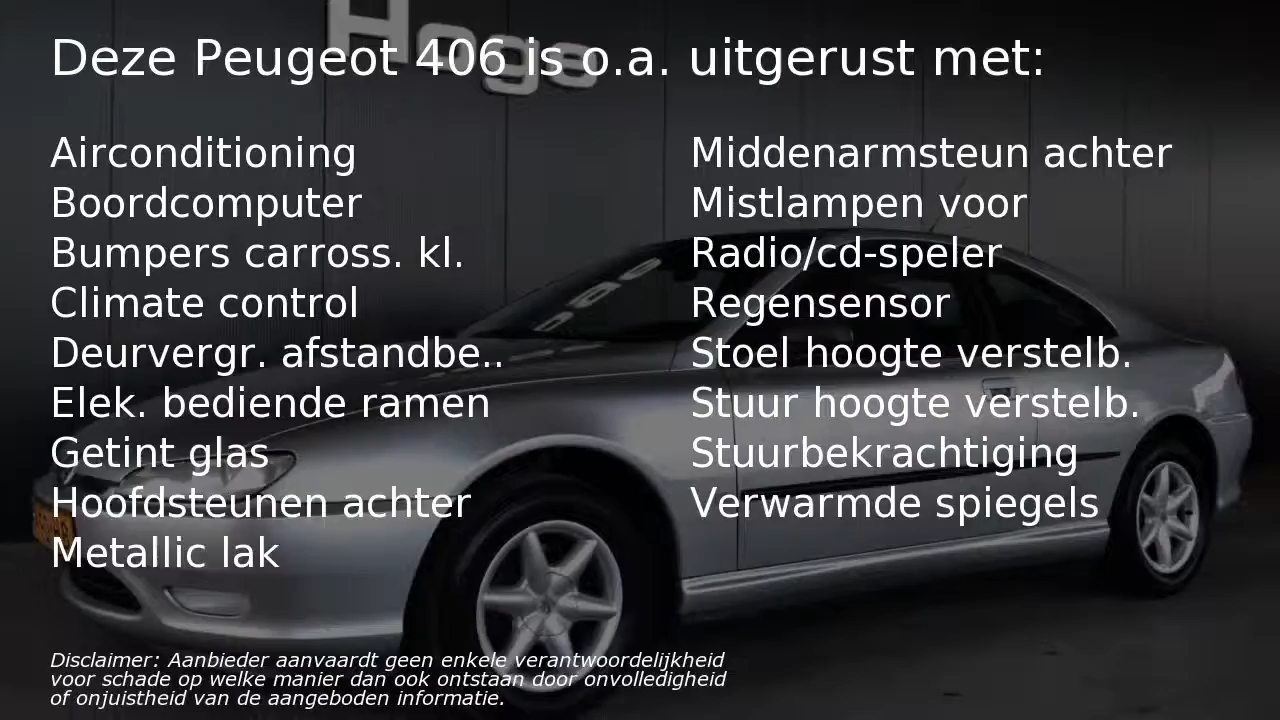 Deze Peugeot 406 is o.a. uitgerust met:
Airconditioning
Boordcomputer
Bumpers carross. kl.
Climate control
Deurvergr. afstandbe..
Elek. bediende ramen
Getint glas
Hoofdsteunen achter
Metallic lak
Middenarmsteun achter
Mistlampen voor
Radio/cd-speler
Regensensor
Stoel hoogte verstelb.
Stuur hoogte verstelb.
Stuurbekrachtiging
Verwarmde spiegels
Disclaimer: Aanbieder aanvaardt geen enkele verantwoordelijkheid
voor schade op welke manier dan ook ontstaan door onvolledigheid
of onjuistheid van de aangeboden informatie.